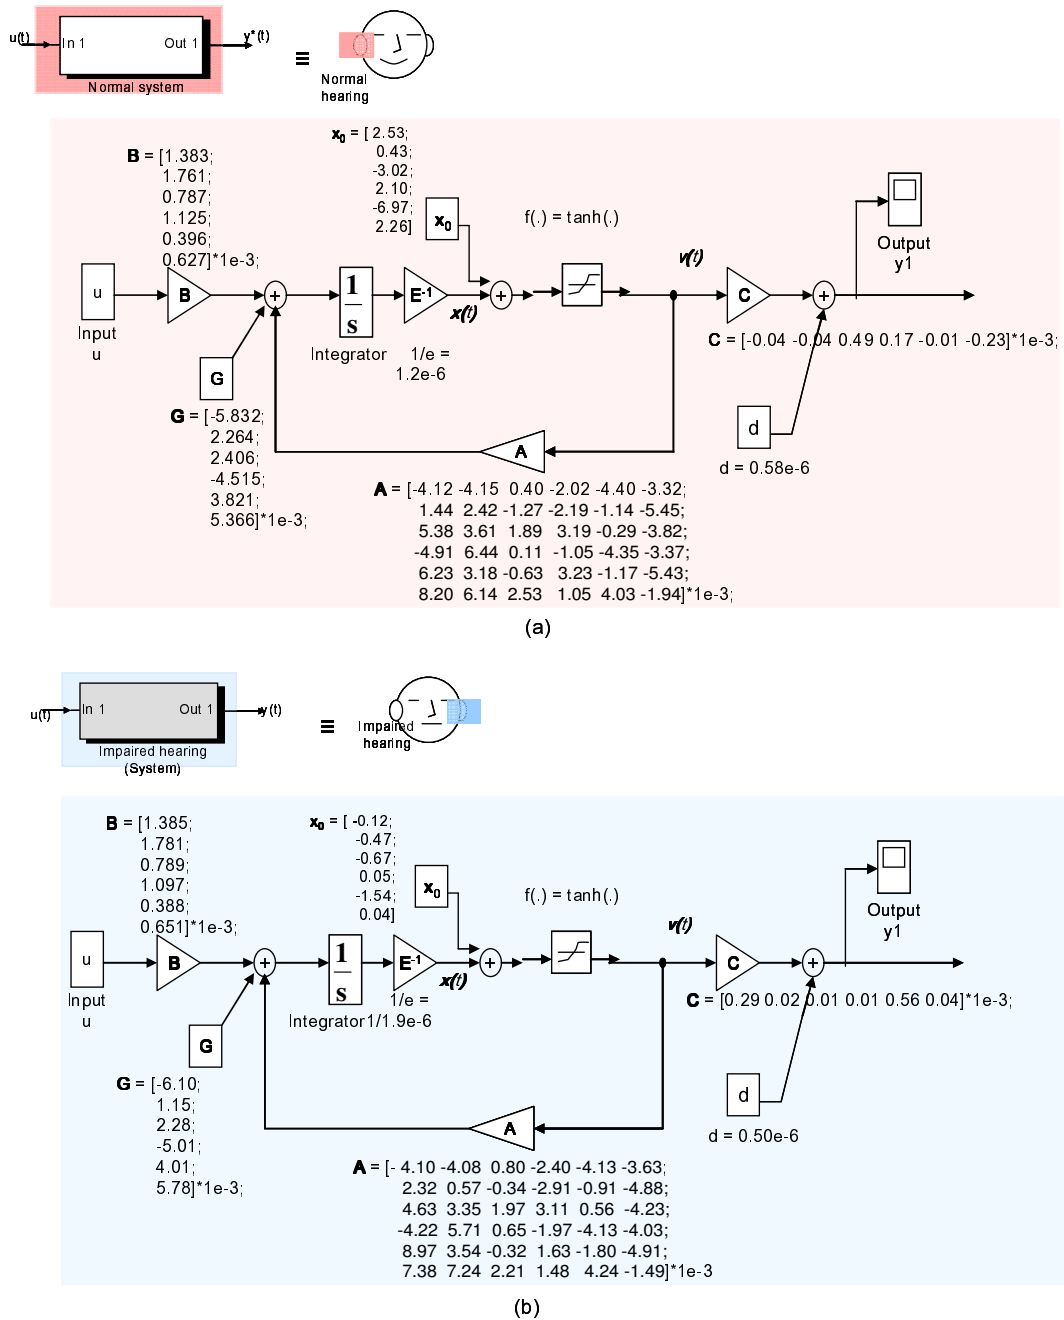 u(t)
In 1
Out 1
y*(t)
Normal system
≡
Normal
hearing
B = [1.383;
1.761;
0.787;
1.125;
0.396;
0.627]*1e-3;
x0 = [ 2.53;
0.43;
-3.02;
2.10;
-6.97;
2.26]
x0
f(.) = tanh(.)
v(t)
Output
y1
u
Input
u
B
+
1
s
Integrator
E-1
1/e =
1.2e-6
x(t)
+
C
+
C = [-0.04 -0.04 0.49 0.17 -0.01 -0.23]*1e-3;
G
G = [-5.832;
2.264;
2.406;
-4.515;
3.821;
5.366]*1e-3;
d
d = 0.58e-6
A
A = [-4.12 -4.15 0.40 -2.02 -4.40 -3.32;
1.44 2.42 -1.27 -2.19 -1.14 -5.45;
5.38 3.61 1.89 3.19 -0.29 -3.82;
-4.91 6.44 0.11 -1.05 -4.35 -3.37;
6.23 3.18 -0.63 3.23 -1.17 -5.43;
8.20 6.14 2.53 1.05 4.03 -1.94]*1e-3;
(a)
u(t)
In 1
Out 1
y(t)
Impaired hearing
(System)
≡
Impaired
hearing
B = [1.385;
1.781;
0.789;
1.097;
0.388;
0.651]*1e-3;
x0 = [ -0.12;
-0.47;
-0.67;
0.05;
-1.54;
0.04]
x0
f(.) = tanh(.)
v(t)
Output
y1
u
Input
u
B
+
1
s
Integrator
E-1
1/e =
1/1.9e-6
x(t)
+
C
+
C = [0.29 0.02 0.01 0.01 0.56 0.04]*1e-3;
G
G = [-6.10;
1.15;
2.28;
-5.01;
4.01;
5.78]*1e-3;
d
d = 0.50e-6
A
A = [- 4.10 -4.08 0.80 -2.40 -4.13 -3.63;
2.32 0.57 -0.34 -2.91 -0.91 -4.88;
4.63 3.35 1.97 3.11 0.56 -4.23;
-4.22 5.71 0.65 -1.97 -4.13 -4.03;
8.97 3.54 -0.32 1.63 -1.80 -4.91;
7.38 7.24 2.21 1.48 4.24 -1.49]*1e-3
(b)